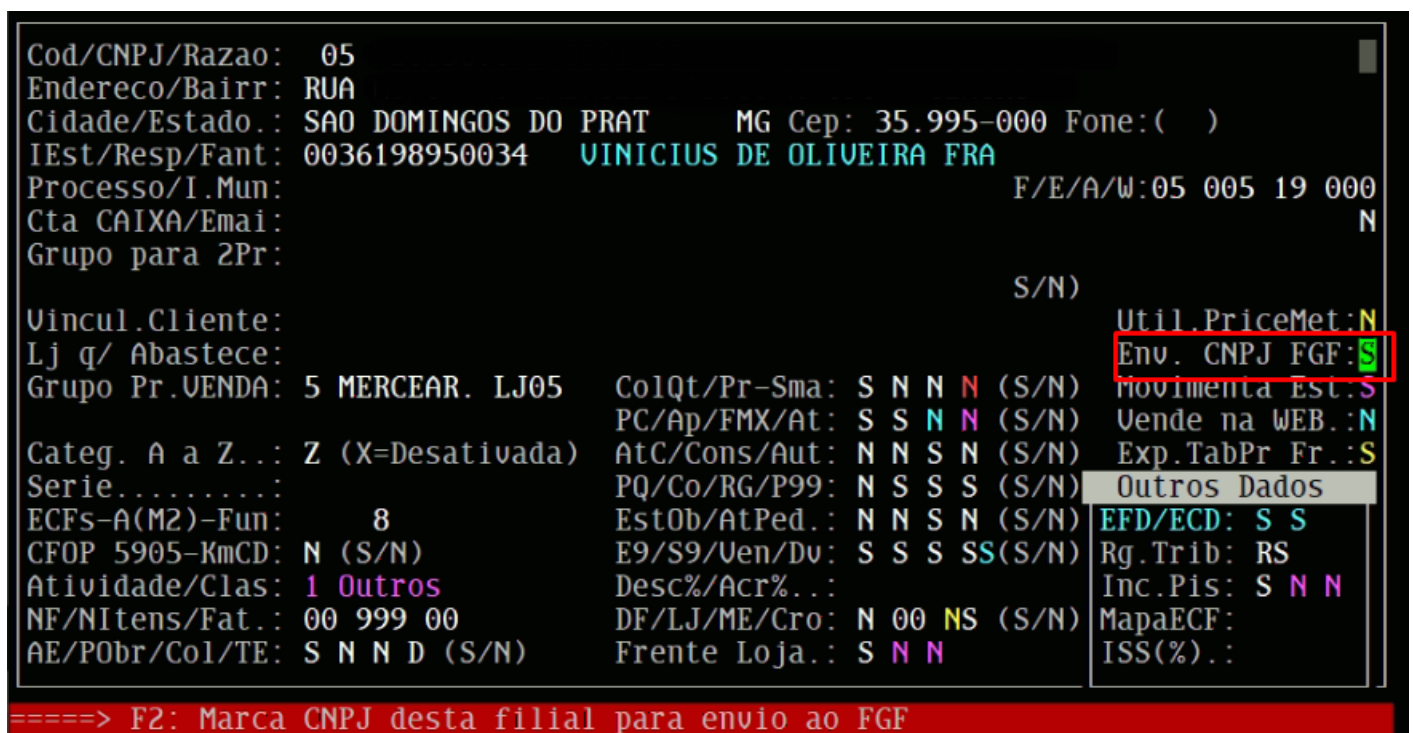 Cod/CNPJ/Razao: 05
Endereco/Bairr: RUA
Cidade/Estado.: SAO DOMINGOS DO PRAT MG Cep: 35.995-000 Fone:( )
IEst/Resp/Fant: 0036198950034 VINICIUS DE OLIVEIRA FRA
Processo/I.Mun: F/E/A/W:05 005 19 000
Cta CAIXA/Emai: N
Grupo para 2Pr:
S/N)
Vincul.Cliente: Util.PriceMet:N
Lj q/ Abastece: Env. CNPJ FGF:S
Grupo Pr.VENDA: 5 MERCEAR. LJ05 ColQt/Pr-Sma: S N N N (S/N) Movimenta Est:S
PC/Ap/FMX/At: S S N N (S/N) Vende na WEB.:N
Categ. A a Z..: Z (X=Desativada) AtC/Cons/Aut: N N S N (S/N) Exp.TabPr Fr.:S
Serie.........: PQ/Co/RG/P99: N S S S (S/N) Outros Dados
ECFs-A(M2)-Fun: 8 EstOb/AtPed.: N N S N (S/N) EFD/ECD: S S
CFOP 5905-KmCD: N (S/N) E9/S9/Ven/Dv: S S S SS(S/N) Rg.Trib: RS
Atividade/Clas: 1 Outros Desc%/Acr%..: Inc.Pis: S N N
NF/NItens/Fat.: 00 999 00 DF/LJ/ME/Cro: N 00 NS (S/N) MapaECF:
AE/PObr/Col/TE: S N N D (S/N) Frente Loja.: S N N ISS(%).:
=====> F2: Marca CNPJ desta filial para envio ao FGF